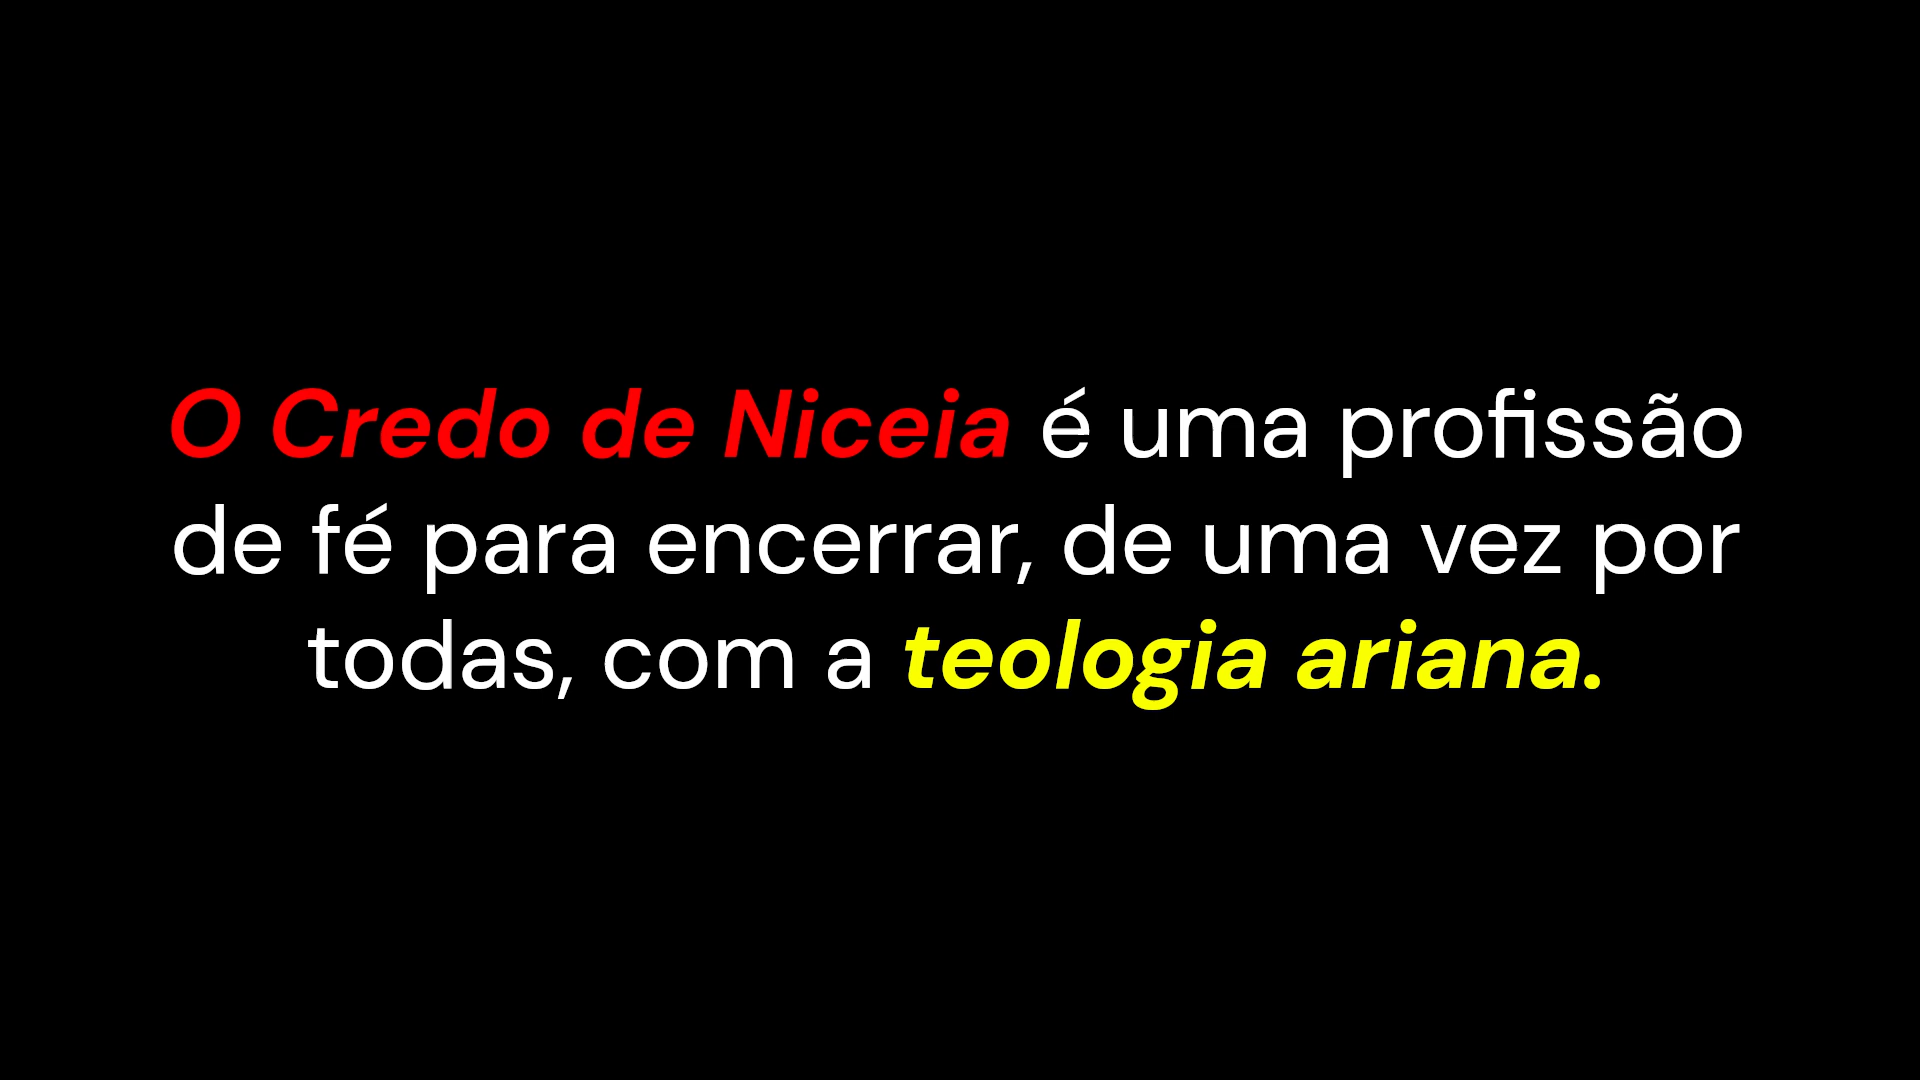 O Credo de Niceia é uma profissão
de fé para encerrar, de uma vez por
todas, com a teologia ariana.